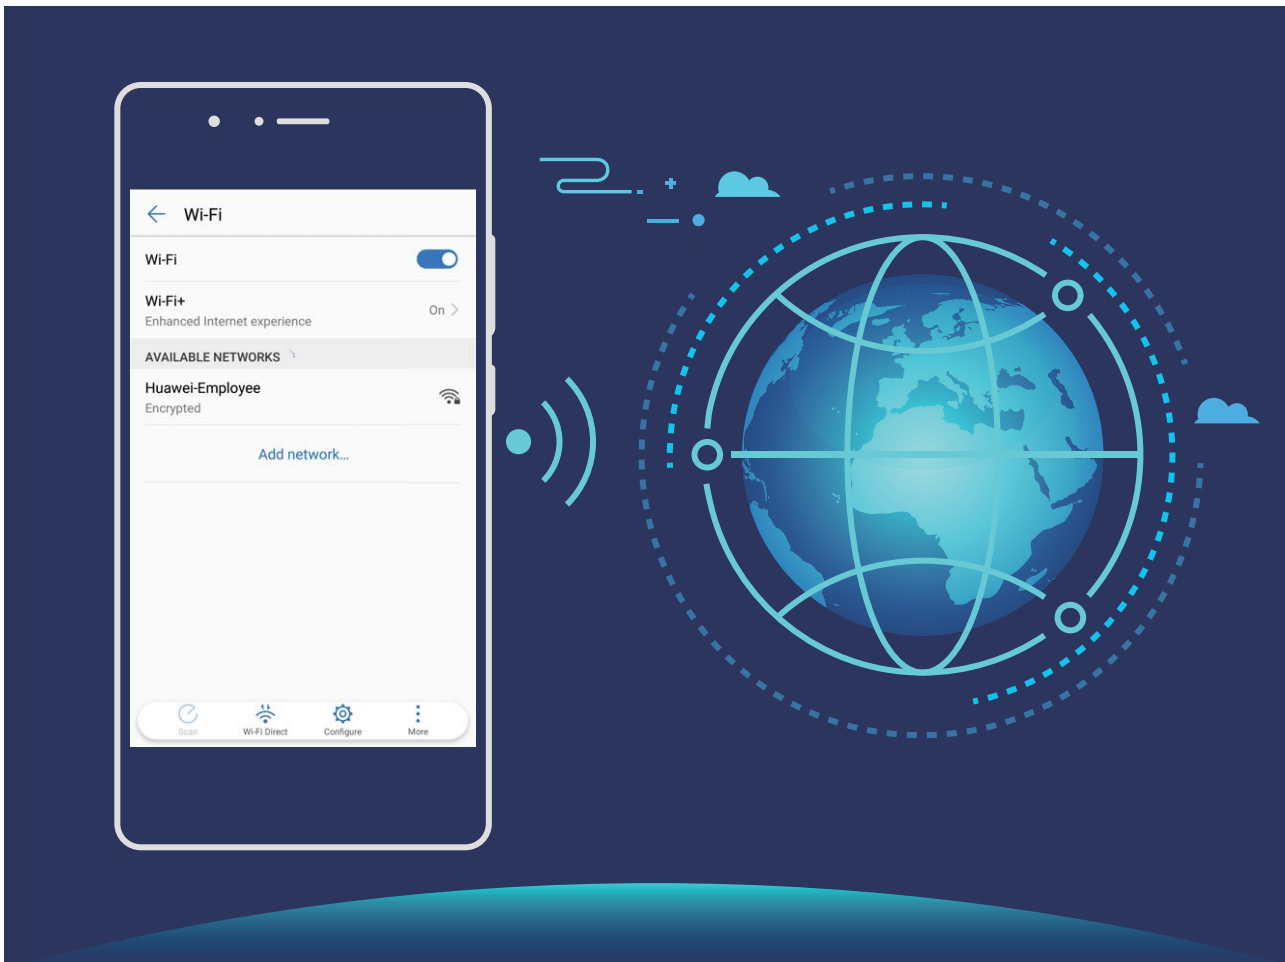 Wi-Fi
Wi-Fi
Wi-Fi+
On
Enhanced Internet experience
AVAILABLE NETWORKS
Huawei-Employee
Encrypted
Add network...
Scan
Wi-Fi Direct
Configure
More